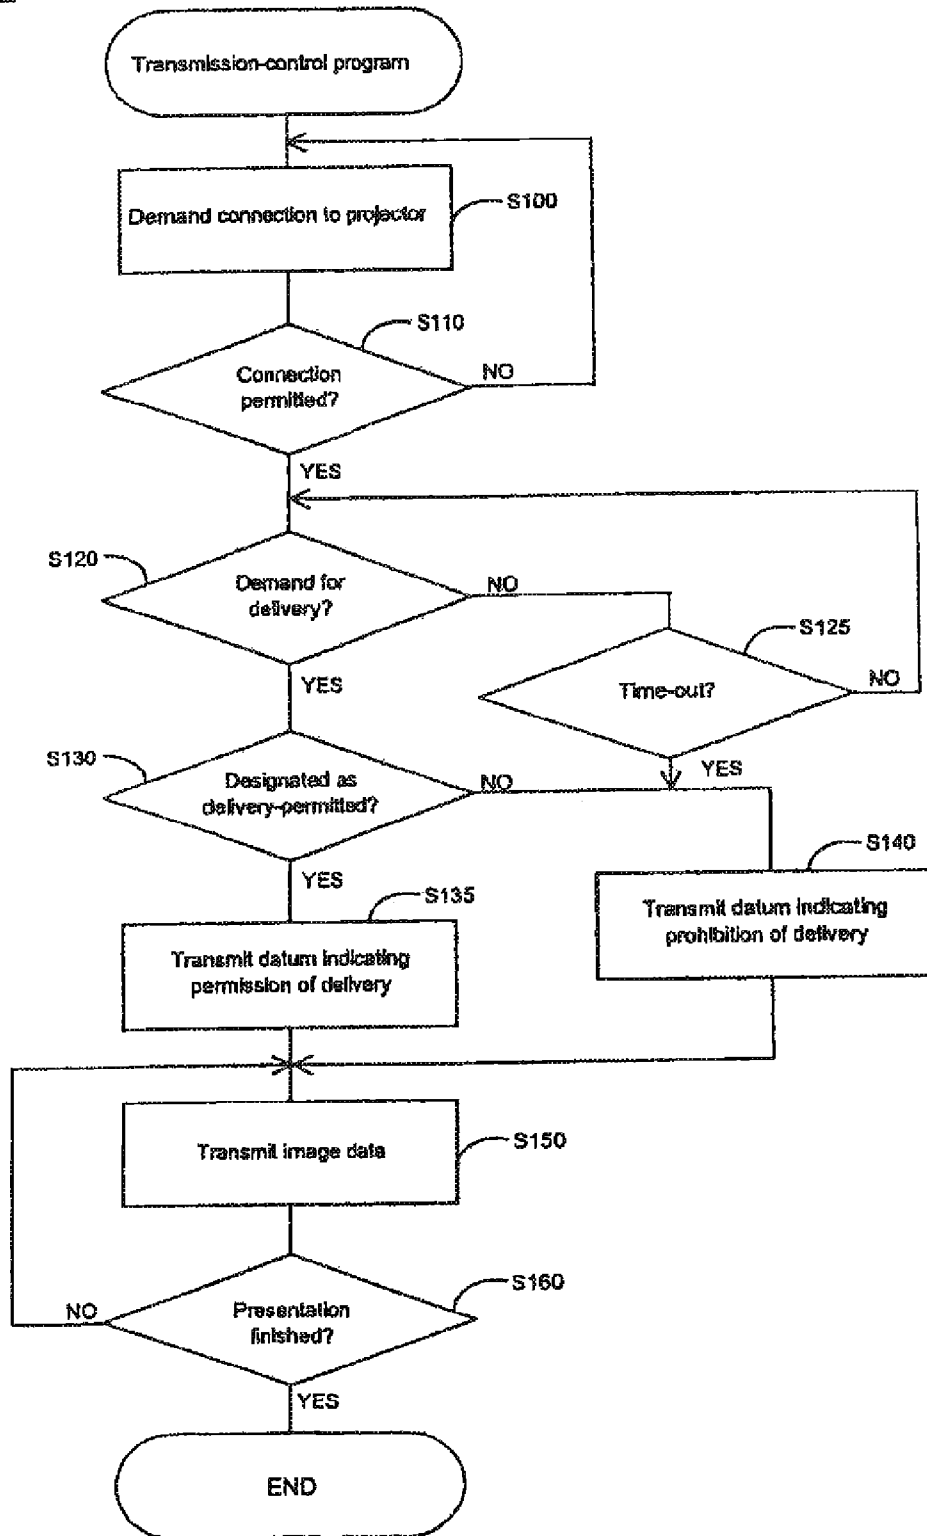 Transmission-control program
Demand connection to projector
S100
S110
Connection
permitted?
NO
YES
S120
Demand for
delivery?
NO
S125
Time-out?
NO
YES
YES
S130
Designated as
delivery-permitted?
NO
YES
S135
Transmit datum indicating
permission of delivery
S140
Transmit datum indicating
prohibition of delivery
Transmit image data
S150
S160
Presentation
finished?
NO
YES
END